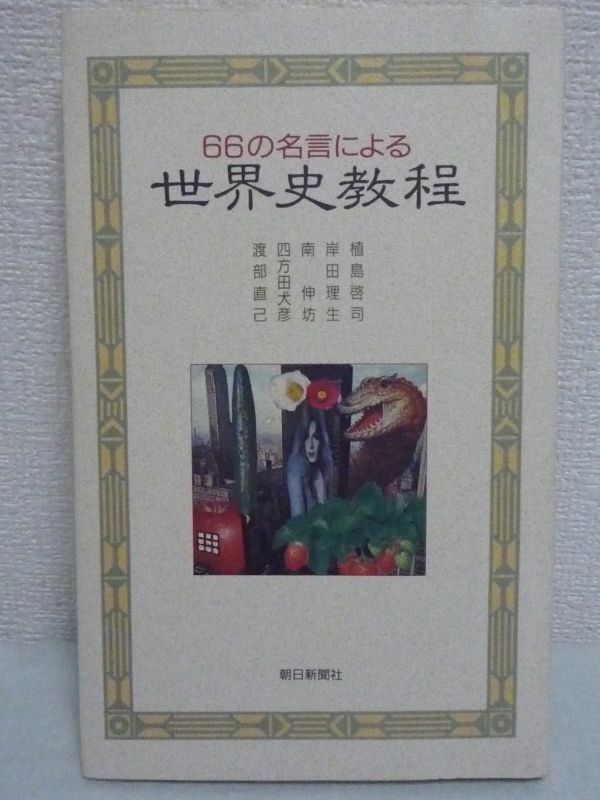 66の名言による
世界史教程
植島啓司
岸田理生
南伸坊
四方田犬彦
渡部直己
朝日新聞社